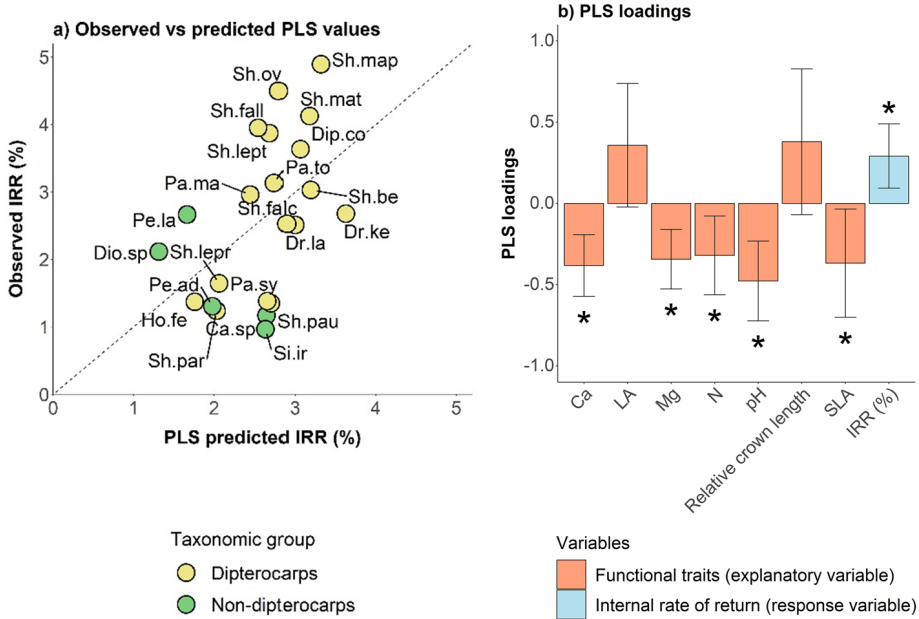 a) Observed vs predicted PLS values
Observed IRR (%)
5
4
3
2
1
0
Sh.map
Sh.ov
Sh.mat
Sh.fall
Dip.co
Sh.lept
Pa.to
Pa.ma
Sh.be
Sh.falc
Pe.la
Dr.la
Dr.ke
Dio.sp
Sh.lepr
Pe.ad
Pa.sy
Ho.fe
Ca.sp
Sh.pau
Sh.par
Si.ir
0
2
3
4
5
PLS predicted IRR (%)
Taxonomic group
Dipterocarps
Non-dipterocarps
b) PLS loadings
PLS loadings
1.0
0.5
0.0
-0.5
-1.0
*
*
*
*
*
*
Ca
LA
Mg
N
pH
Relative crown length
SLA
IRR (%)
Variables
Functional traits (explanatory variable)
Internal rate of return (response variable)